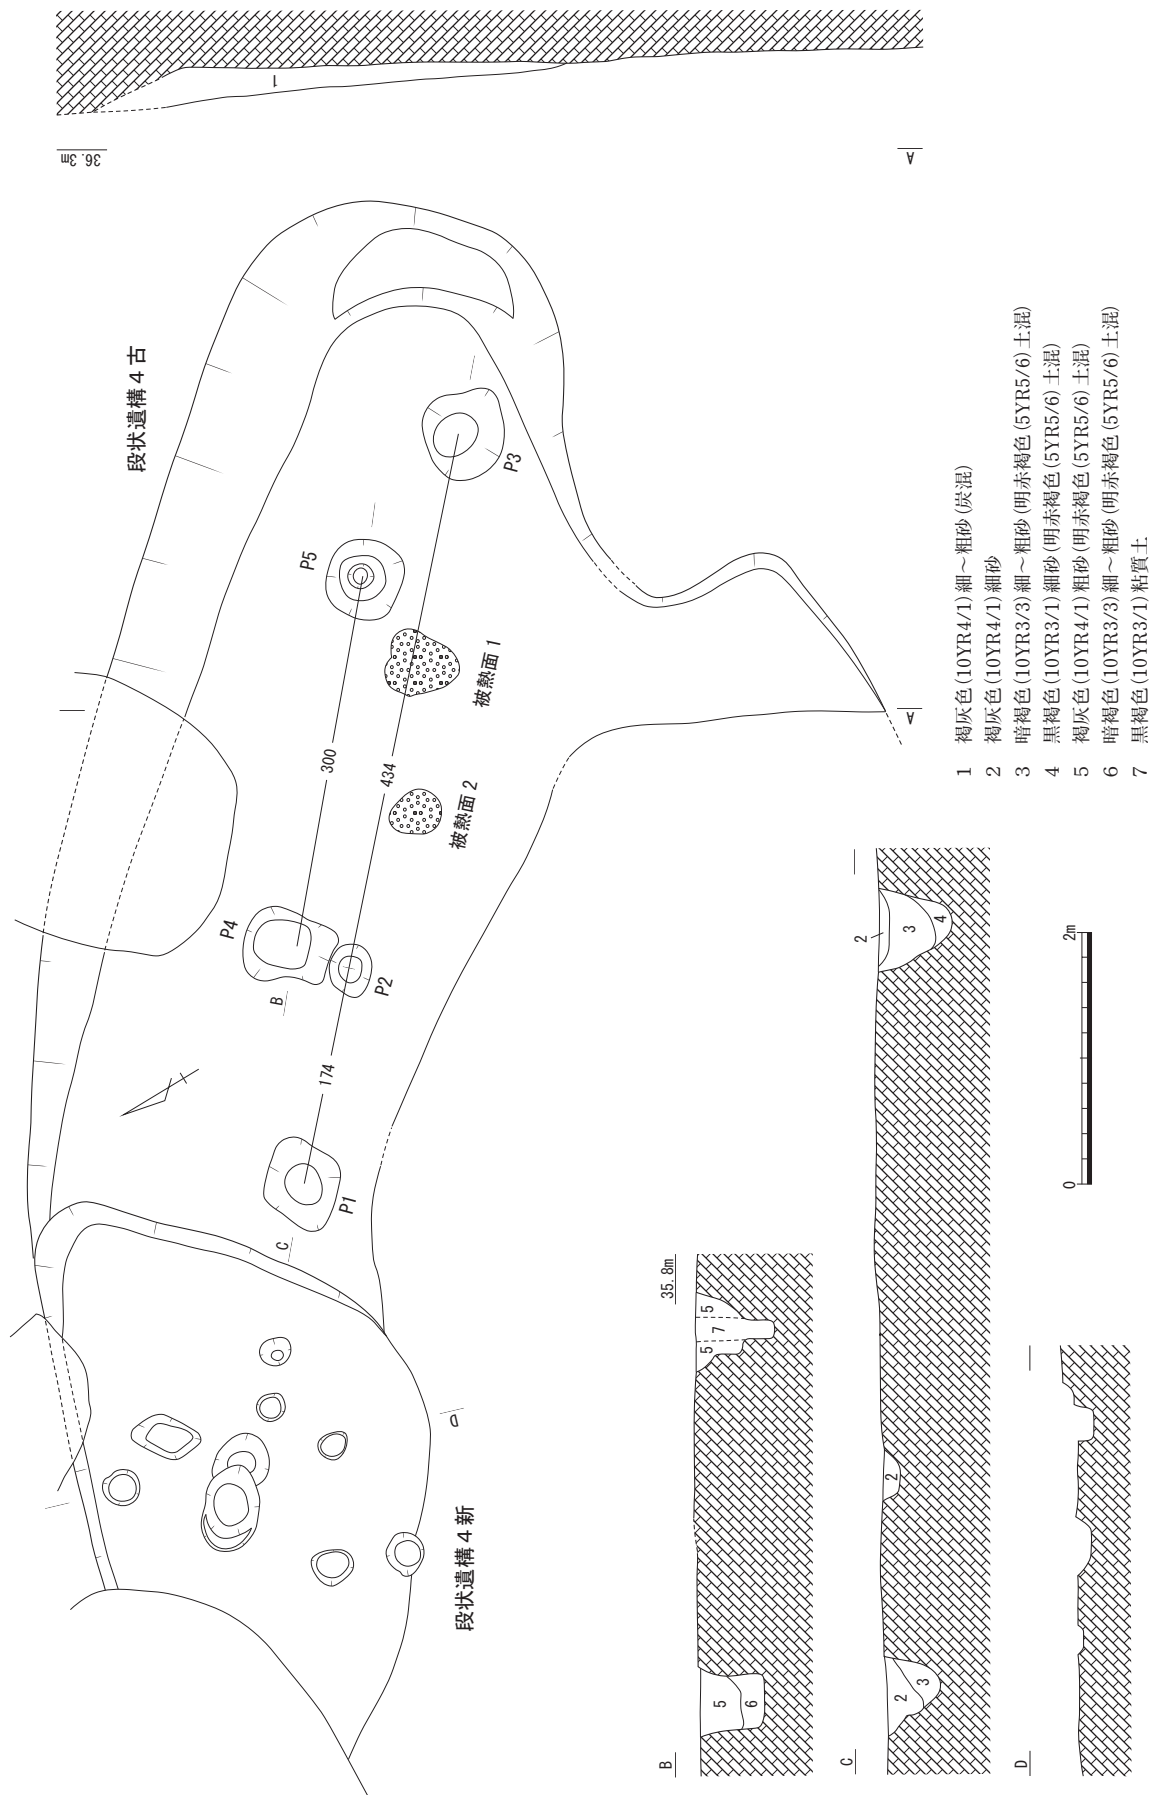 36.3m
A
A
1
段状遺構4古
P3
P5
被熱面1
被熱面2
300
434
P4
P2
B
174
P1
C
D
段状遺構4新
1 褐灰色(10YR4/1)細～粗砂(炭混)
2 褐灰色(10YR4/1)細砂
3 暗褐色(10YR3/3)細～粗砂(明赤褐色(5YR5/6)土混)
4 黒褐色(10YR3/1)細砂(明赤褐色(5YR5/6)土混)
5 褐灰色(10YR4/1)粗砂(明赤褐色(5YR5/6)土混)
6 暗褐色(10YR3/3)細～粗砂(明赤褐色(5YR5/6)土混)
7 黒褐色(10YR3/1)粘質土
B
35.8m
5
6
5
7
5
C
2
3
2
2
3
4
D
0
2m